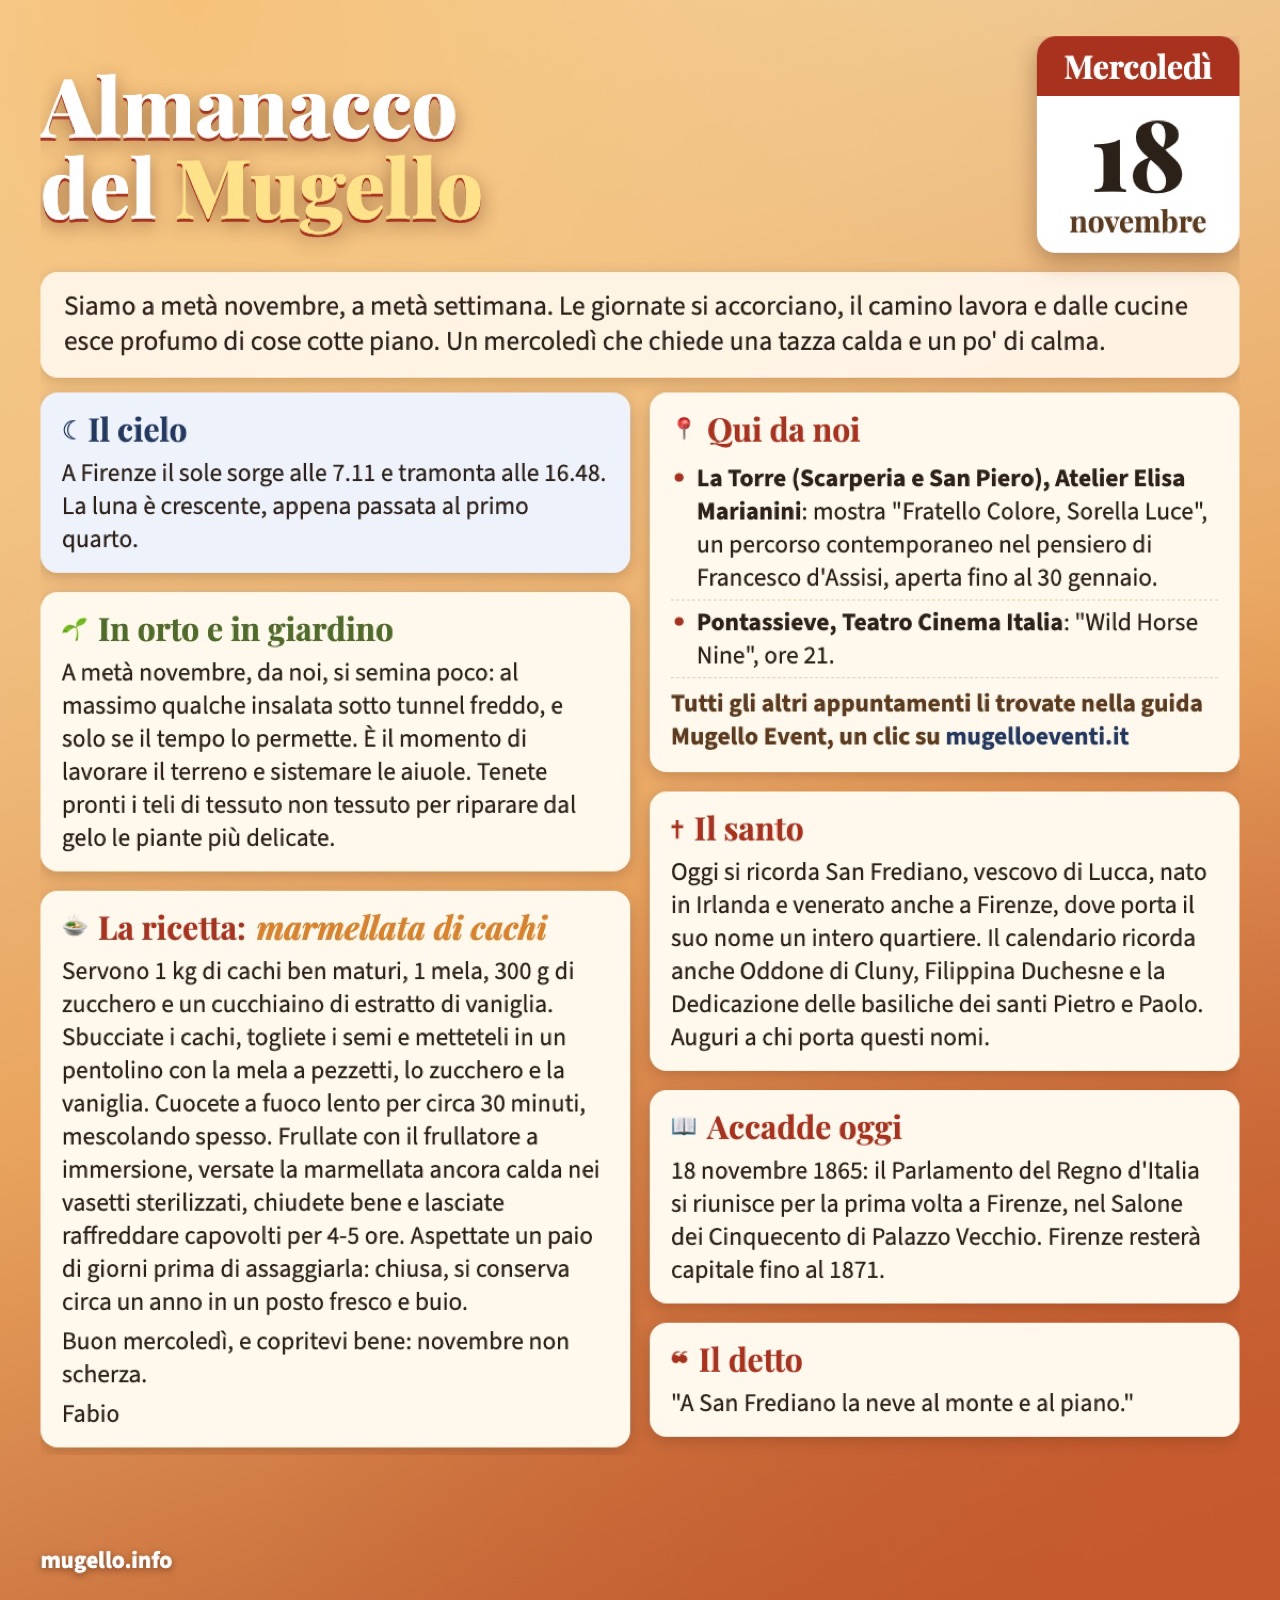 Almanacco
del Mugello
Mercoledì
18
novembre
Siamo a metà novembre, a metà settimana. Le giornate si accorciano, il camino lavora e dalle cucine
esce profumo di cose cotte piano. Un mercoledì che chiede una tazza calda e un po' di calma.
Il cielo
A Firenze il sole sorge alle 7.11 e tramonta alle 16.48.
La luna è crescente, appena passata al primo
quarto.
In orto e in giardino
A metà novembre, da noi, si semina poco: al
massimo qualche insalata sotto tunnel freddo, e
solo se il tempo lo permette. È il momento di
lavorare il terreno e sistemare le aiuole. Tenete
pronti i teli di tessuto non tessuto per riparare dal
gelo le piante più delicate.
La ricetta: marmellata di cachi
Servono 1 kg di cachi ben maturi, 1 mela, 300 g di
zucchero e un cucchiaino di estratto di vaniglia.
Sbucciate i cachi, togliete i semi e metteteli in un
pentolino con la mela a pezzetti, lo zucchero e la
vaniglia. Cuocete a fuoco lento per circa 30 minuti,
mescolando spesso. Frullate con il frullatore a
immersione, versate la marmellata ancora calda nei
vasetti sterilizzati, chiudete bene e lasciate
raffreddare capovolti per 4-5 ore. Aspettate un paio
di giorni prima di assaggiarla: chiusa, si conserva
circa un anno in un posto fresco e buio.
Buon mercoledì, e copritevi bene: novembre non
scherza.
Fabio
Qui da noi
• La Torre (Scarperia e San Piero), Atelier Elisa
Marianini: mostra "Fratello Colore, Sorella Luce",
un percorso contemporaneo nel pensiero di
Francesco d'Assisi, aperta fino al 30 gennaio.
• Pontassieve, Teatro Cinema Italia: "Wild Horse
Nine", ore 21.
Tutti gli altri appuntamenti li trovate nella guida
Mugello Event, un clic su mugelloeventi.it
Il santo
Oggi si ricorda San Frediano, vescovo di Lucca, nato
in Irlanda e venerato anche a Firenze, dove porta il
suo nome un intero quartiere. Il calendario ricorda
anche Oddone di Cluny, Filippina Duchesne e la
Dedicazione delle basiliche dei santi Pietro e Paolo.
Auguri a chi porta questi nomi.
Accadde oggi
18 novembre 1865: il Parlamento del Regno d'Italia
si riunisce per la prima volta a Firenze, nel Salone
dei Cinquecento di Palazzo Vecchio. Firenze resterà
capitale fino al 1871.
❝ Il detto
"A San Frediano la neve al monte e al piano."
mugello.info